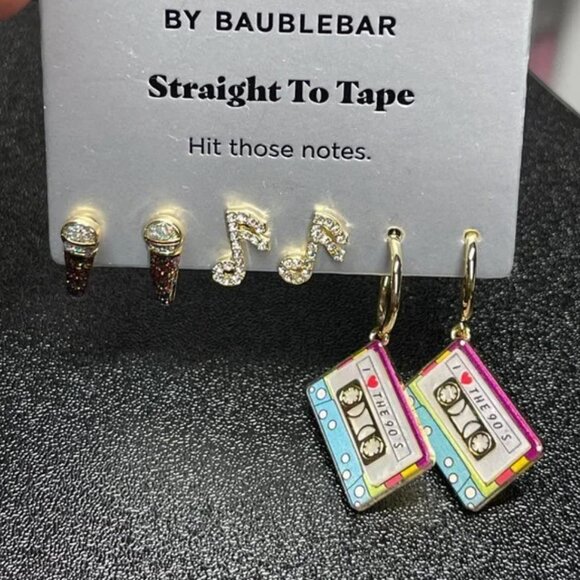 BY BAUBLEBAR
Straight To Tape
Hit those notes.
I ❤ THE 90'S
I ❤ THE 90'S